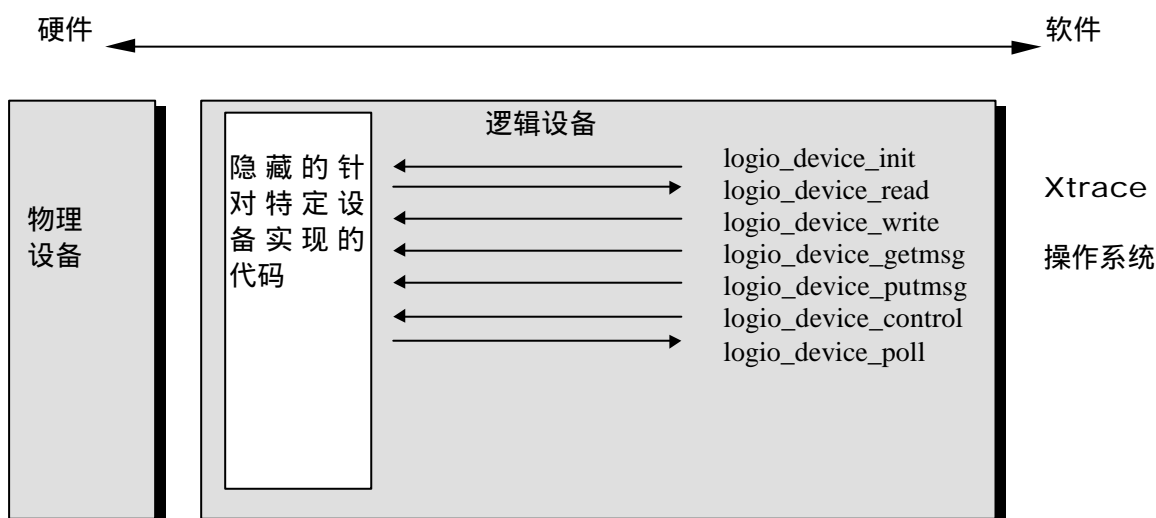 硬件
软件
物理
设备
逻辑设备
隐藏的针
对特定设
备实现的
代码
logio_device_init
logio_device_read
logio_device_write
logio_device_getmsg
logio_device_putmsg
logio_device_control
logio_device_poll
Xtrace
操作系统